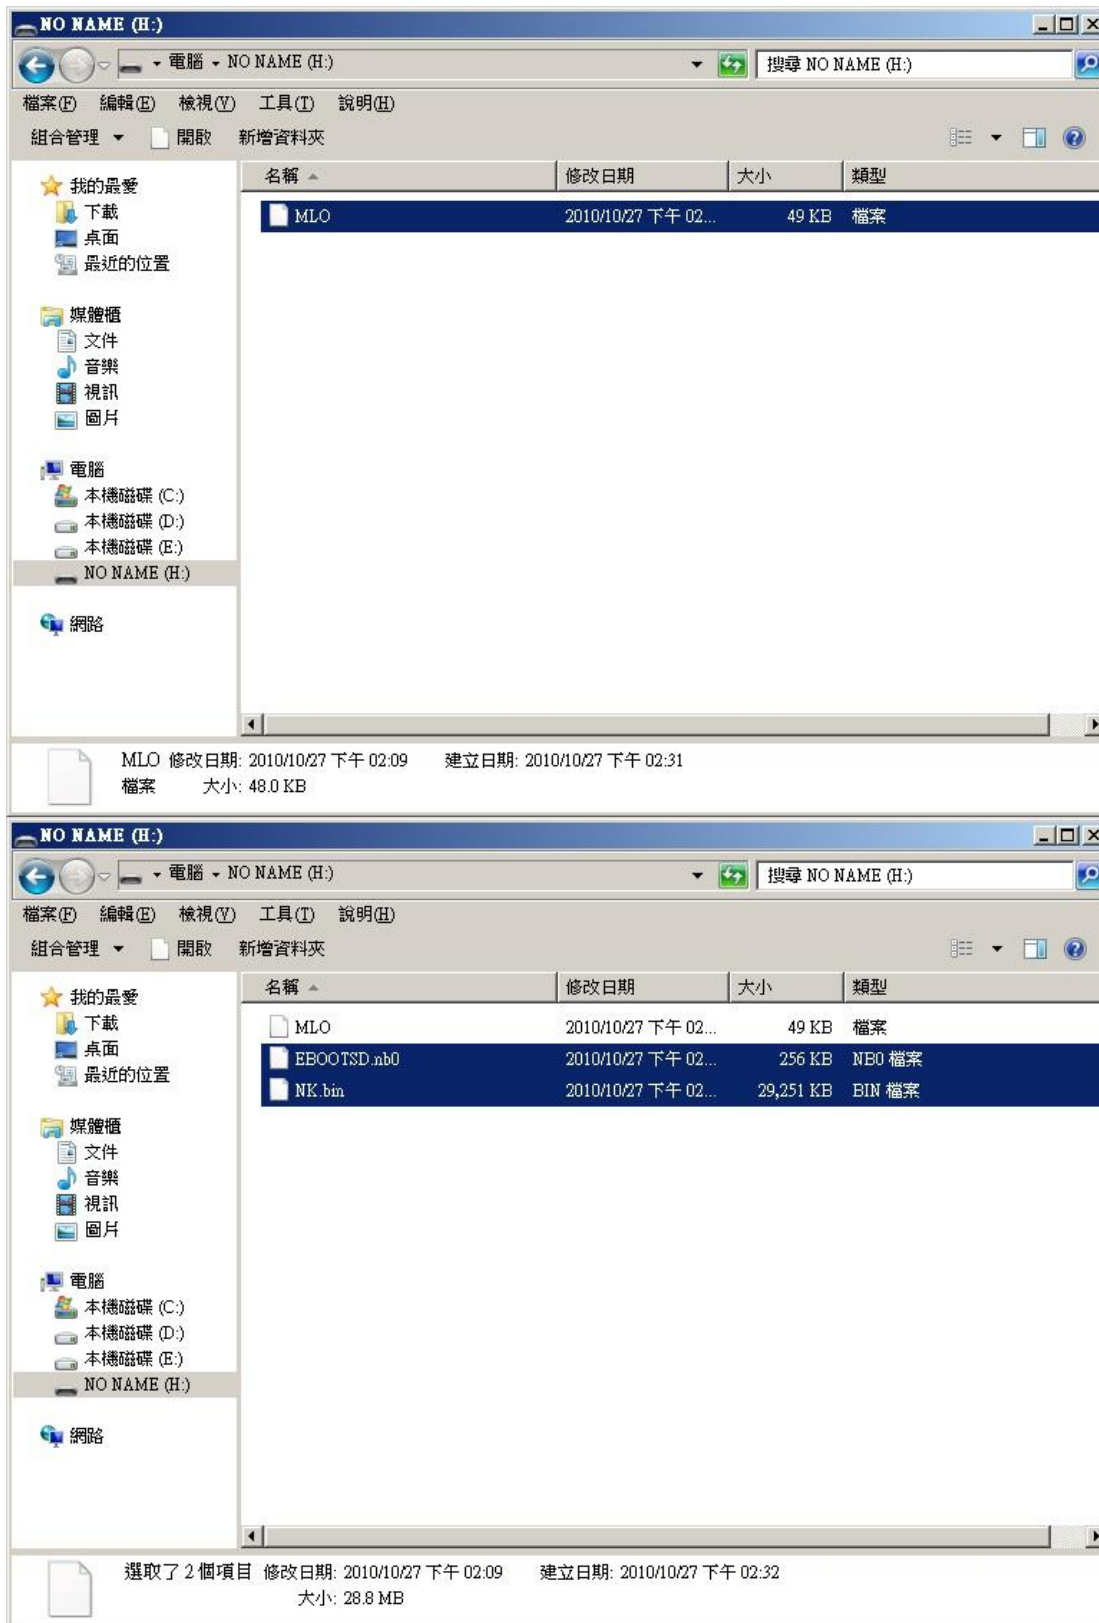 NO NAME (H:)
電腦 NO NAME (H:) 搜尋 NO NAME (H:)
檔案(F) 編輯(E) 檢視(V) 工具(T) 說明(H)
組合管理 開啟 新增資料夾
我的最愛
下載
桌面
最近的位置
媒體櫃
文件
音樂
視訊
圖片
電腦
本機磁碟 (C:)
本機磁碟 (D:)
本機磁碟 (E:)
NO NAME (H:)
網路
名稱 修改日期 大小 類型
MLO 2010/10/27 下午 02... 49 KB 檔案
MLO 修改日期: 2010/10/27 下午 02:09 建立日期: 2010/10/27 下午 02:31
檔案 大小: 48.0 KB
NO NAME (H:)
電腦 NO NAME (H:) 搜尋 NO NAME (H:)
檔案(F) 編輯(E) 檢視(V) 工具(T) 說明(H)
組合管理 開啟 新增資料夾
我的最愛
下載
桌面
最近的位置
媒體櫃
文件
音樂
視訊
圖片
電腦
本機磁碟 (C:)
本機磁碟 (D:)
本機磁碟 (E:)
NO NAME (H:)
網路
名稱 修改日期 大小 類型
MLO 2010/10/27 下午 02... 49 KB 檔案
EBOOTSD.nb0 2010/10/27 下午 02... 256 KB NB0 檔案
NK.bin 2010/10/27 下午 02... 29,251 KB BIN 檔案
選取了 2 個項目 修改日期: 2010/10/27 下午 02:09 建立日期: 2010/10/27 下午 02:32
大小: 28.8 MB